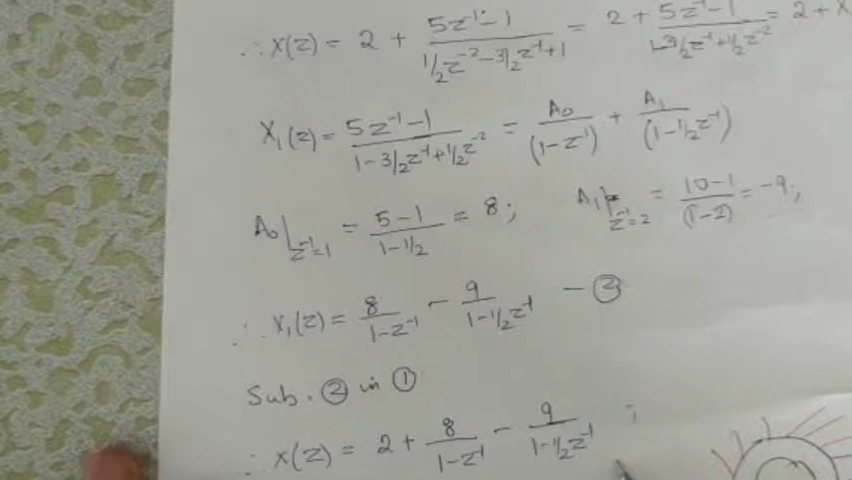 ∴ X(z) = 2 + (5z⁻¹-1)/(1/2z⁻²-3/2z⁻¹+1) = 2 + (5z⁻¹-1)/(1-3/2z⁻¹+1/2z⁻²) = 2 + X
X₁(z) = (5z⁻¹-1)/(1-3/2z⁻¹+1/2z⁻²) = A₀/(1-z⁻¹) + A₁/(1-1/2z⁻¹)
A₀|z⁻¹=1 = (5-1)/(1-1/2) = 8; A₁|z⁻¹=2 = (10-1)/(1-2) = -9;
∴ X₁(z) = 8/(1-z⁻¹) - 9/(1-1/2z⁻¹) - ②
Sub. ② in ①
∴ X(z) = 2 + 8/(1-z⁻¹) - 9/(1-1/2z⁻¹) ;